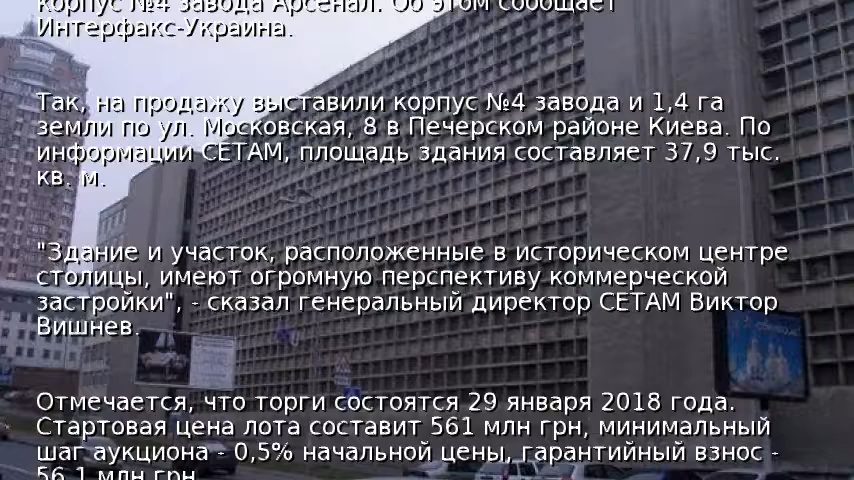 корпус №4 завода Арсенал. Об этом сообщает
Интерфакс-Украина.
Так, на продажу выставили корпус №4 завода и 1,4 га
земли по ул. Московская, 8 в Печерском районе Киева. По
информации СЕТАМ, площадь здания составляет 37,9 тыс.
кв. м.
"Здание и участок, расположенные в историческом центре
столицы, имеют огромную перспективу коммерческой
застройки", - сказал генеральный директор СЕТАМ Виктор
Вишнев.
Отмечается, что торги состоятся 29 января 2018 года.
Стартовая цена лота составит 561 млн грн, минимальный
шаг аукциона - 0,5% начальной цены, гарантийный взнос -
56,1 млн грн.